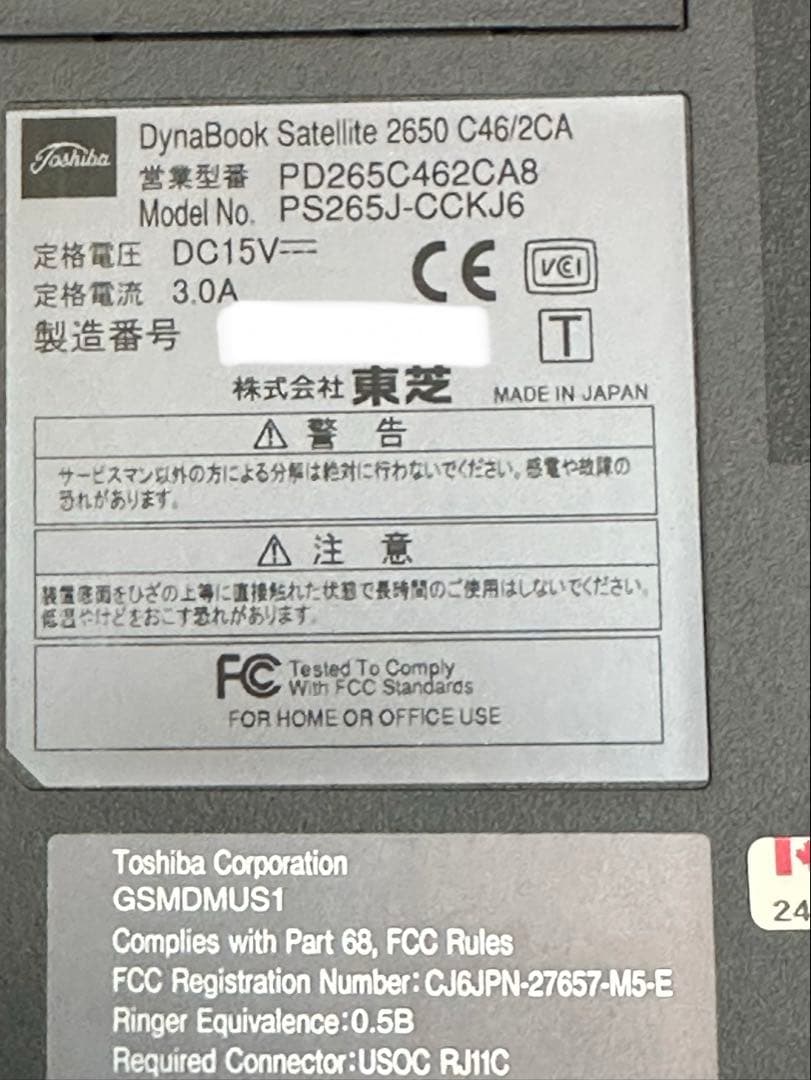 Toshiba
DynaBook Satellite 2650 C46/2CA
営業型番 PD265C462CA8
Model No. PS265J-CCKJ6
定格電圧 DC15V
定格電流 3.0A
CE
VCI
T
製造番号
株式会社 東芝 MADE IN JAPAN
⚠ 警 告
サービスマン以外の方による分解は絶対に行わないでください。感電や故障の
恐れがあります。
⚠ 注 意
装置底面をひざの上等に直接触れた状態で長時間のご使用はしないでください。
低温やけどをおこす恐れがあります。
FC Tested To Comply
With FCC Standards
FOR HOME OR OFFICE USE
Toshiba Corporation
GSMDMUS1
Complies with Part 68, FCC Rules
FCC Registration Number:CJ6JPN-27657-M5-E
Ringer Equivalence:0.5B
Required Connector:USOC RJ11C
24